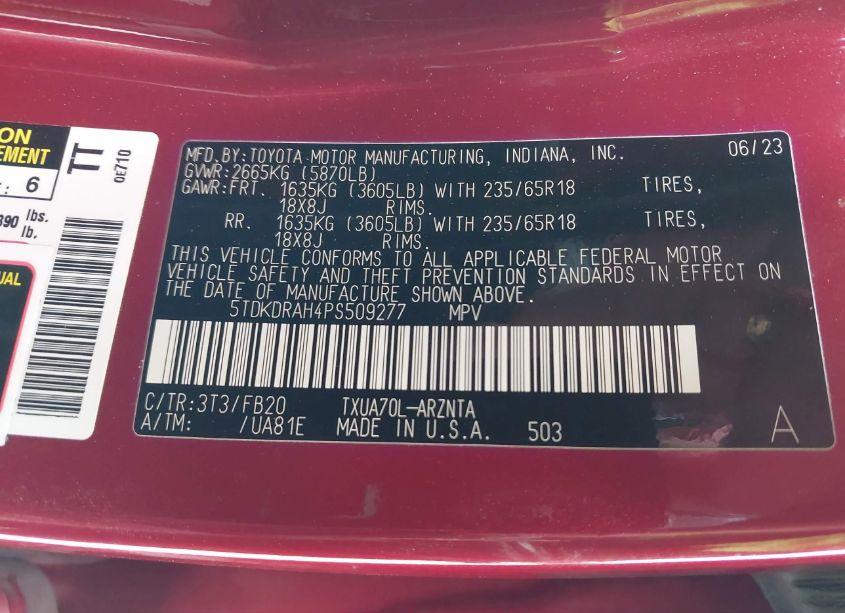 ON
EMENT
: 6
390 lbs.
lb.
UAL
TT
0E710
MFD.BY:TOYOTA MOTOR MANUFACTURING, INDIANA, INC. 06/23
GVWR:2665KG (5870LB)
GAWR:FRT. 1635KG (3605LB) WITH 235/65R18 TIRES,
18X8J RIMS.
RR. 1635KG (3605LB) WITH 235/65R18 TIRES,
18X8J RIMS.
THIS VEHICLE CONFORMS TO ALL APPLICABLE FEDERAL MOTOR
VEHICLE SAFETY AND THEFT PREVENTION STANDARDS IN EFFECT ON
THE DATE OF MANUFACTURE SHOWN ABOVE.
5TDKDRAH4PS509277 MPV
C/TR:3T3/FB20 TXUA70L-ARZNTA
A/TM: /UA81E MADE IN U.S.A. 503 A